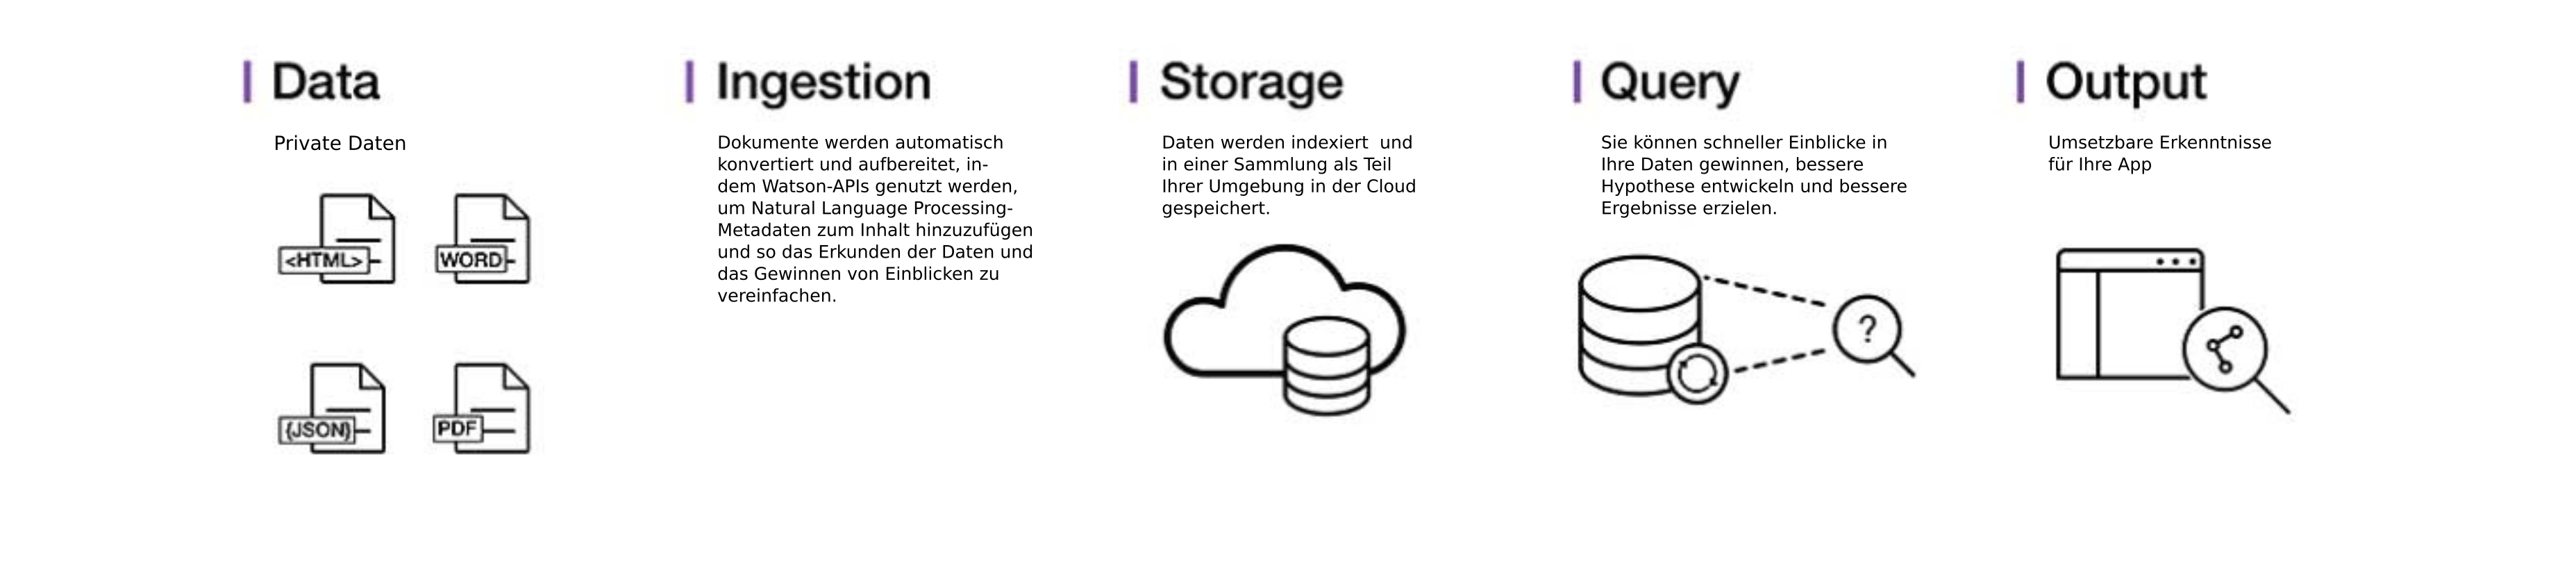 Data
Private Daten
<HTML>
WORD
{JSON}
PDF
Ingestion
Dokumente werden automatisch
konvertiert und aufbereitet, in-
dem Watson-APIs genutzt werden,
um Natural Language Processing-
Metadaten zum Inhalt hinzuzufügen
und so das Erkunden der Daten und
das Gewinnen von Einblicken zu
vereinfachen.
Storage
Daten werden indexiert  und
in einer Sammlung als Teil
Ihrer Umgebung in der Cloud
gespeichert.
Query
Sie können schneller Einblicke in
Ihre Daten gewinnen, bessere
Hypothese entwickeln und bessere
Ergebnisse erzielen.
?
Output
Umsetzbare Erkenntnisse
für Ihre App